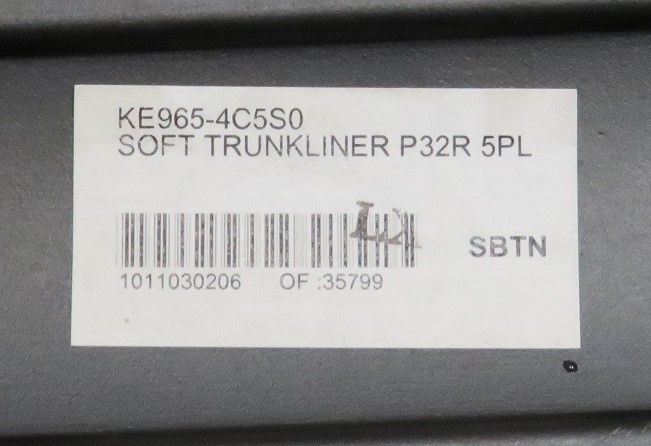 KE965-4C5S0
SOFT TRUNKLINER P32R 5PL
SBTN
1011030206 OF :35799